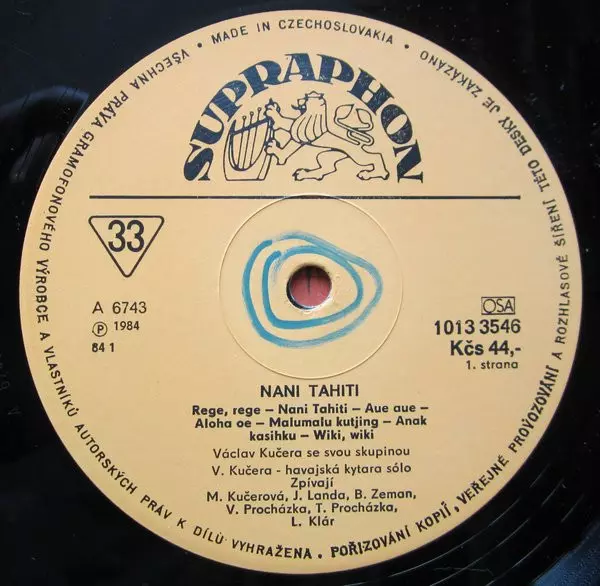 VŠECHNA PRÁVA GRAMOFONOVÉHO VÝROBCE A VLASTNÍKŮ AUTORSKÝCH PRÁV K DÍLŮ VYHRAŽENA • POŘIZOVÁNÍ KOPIÍ, VEŘEJNÉ PROVOZOVÁNÍ A ROZHLASOVÉ ŠÍŘENÍ TÉTO DESKY JE ZAKÁZÁNO • MADE IN CZECHOSLOVAKIA •
SUPRAPHON
33
A 6743
Ⓟ 1984
84 1
OSA
1013 3546
Kčs 44,-
1. strana
NANI TAHITI
Rege, rege – Nani Tahiti – Aue aue –
Aloha oe – Malumalu kutjing – Anak
kasihku – Wiki, wiki
Václav Kučera se svou skupinou
V. Kučera - havajská kytara sólo
Zpívají
M. Kučerová, J. Landa, B. Zeman,
V. Procházka, T. Procházka,
L. Klár